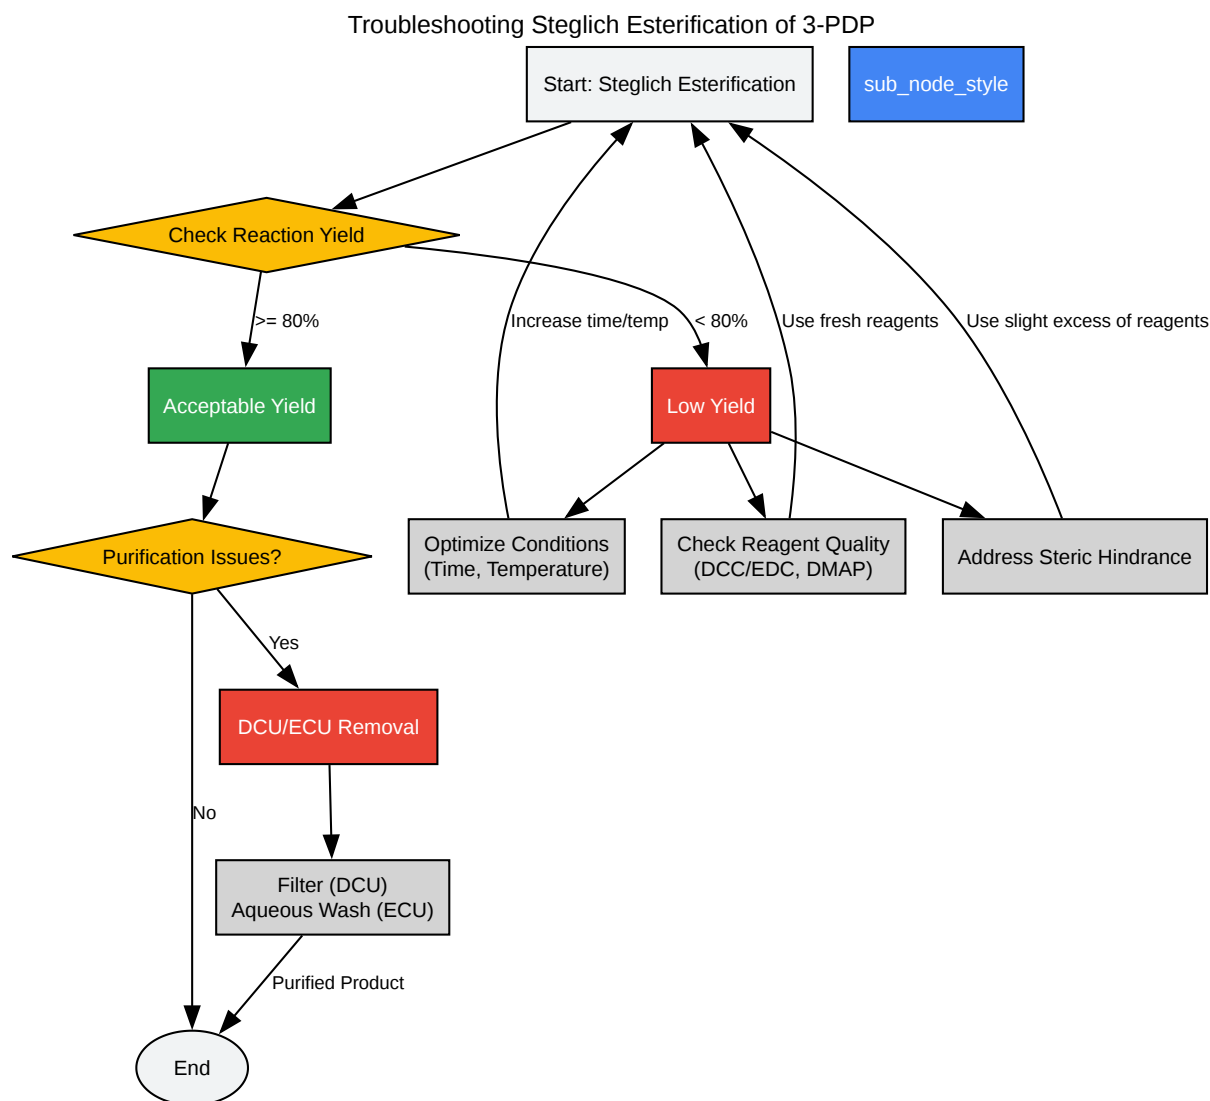 Troubleshooting Steglich Esterification of 3-PDP
Start: Steglich Esterification
sub_node_style
Check Reaction Yield
>= 80%
Increase time/temp
< 80%
Use fresh reagents
Use slight excess of reagents
Acceptable Yield
Low Yield
Purification Issues?
Optimize Conditions
(Time, Temperature)
Check Reagent Quality
(DCC/EDC, DMAP)
Address Steric Hindrance
Yes
DCU/ECU Removal
No
Filter (DCU)
Aqueous Wash (ECU)
Purified Product
End